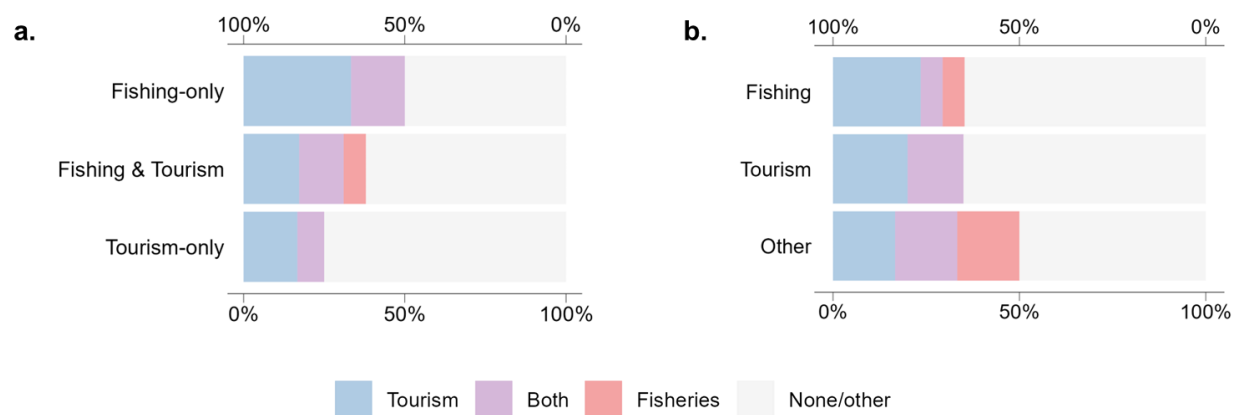 a.
100% 50% 0%
Fishing-only
Fishing & Tourism
Tourism-only
0% 50% 100%
b.
100% 50% 0%
Fishing
Tourism
Other
0% 50% 100%
Tourism Both Fisheries None/other